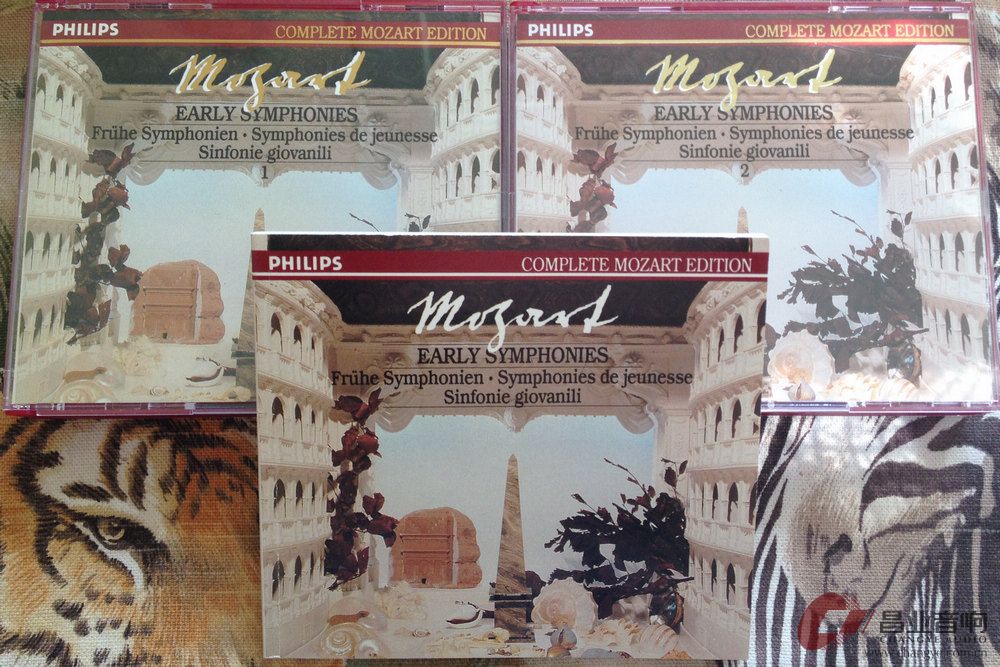 PHILIPS
COMPLETE MOZART EDITION
Mozart
EARLY SYMPHONIES
Frühe Symphonien · Symphonies de jeunesse
Sinfonie giovanili
1
PHILIPS
COMPLETE MOZART EDITION
Mozart
EARLY SYMPHONIES
Frühe Symphonien · Symphonies de jeunesse
Sinfonie giovanili
2
PHILIPS
COMPLETE MOZART EDITION
Mozart
EARLY SYMPHONIES
Frühe Symphonien · Symphonies de jeunesse
Sinfonie giovanili
昌业音响
CHANGYE AUDIO